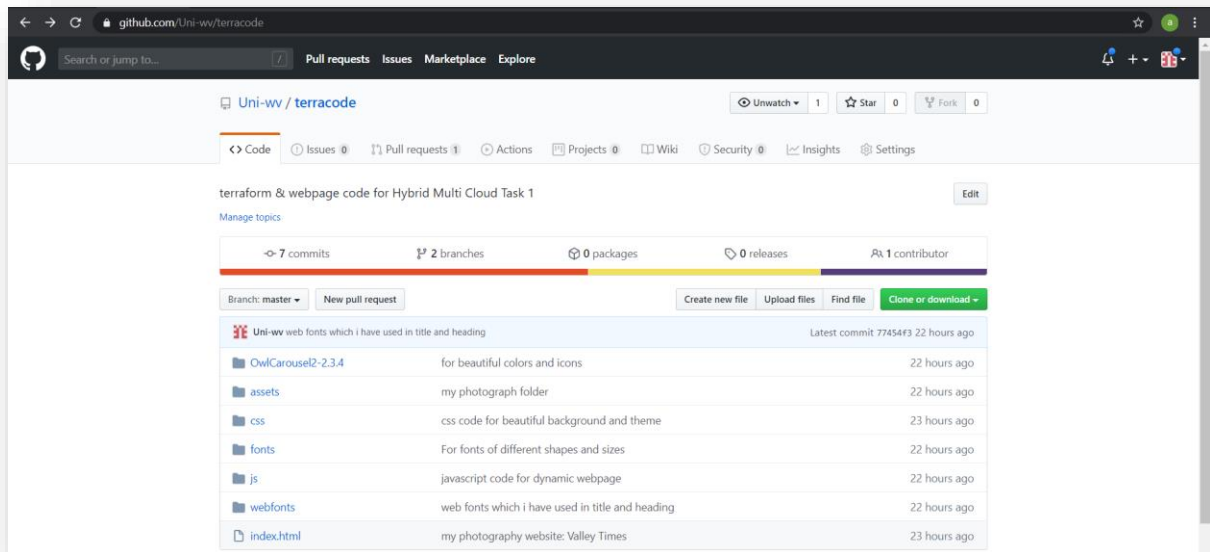 github.com/Uni-wv/terracode
a
Search or jump to... / Pull requests Issues Marketplace Explore
Uni-wv / terracode Unwatch 1 Star 0 Fork 0
Code Issues 0 Pull requests 1 Actions Projects 0 Wiki Security 0 Insights Settings
terraform & webpage code for Hybrid Multi Cloud Task 1 Edit
Manage topics
7 commits 2 branches 0 packages 0 releases 1 contributor
Branch: master New pull request Create new file Upload files Find file Clone or download
Uni-wv web fonts which i have used in title and heading Latest commit 77454f3 22 hours ago
OwlCarousel2-2.3.4 for beautiful colors and icons 22 hours ago
assets my photograph folder 22 hours ago
css css code for beautiful background and theme 23 hours ago
fonts For fonts of different shapes and sizes 22 hours ago
js javascript code for dynamic webpage 22 hours ago
webfonts web fonts which i have used in title and heading 22 hours ago
index.html my photography website: Valley Times 23 hours ago